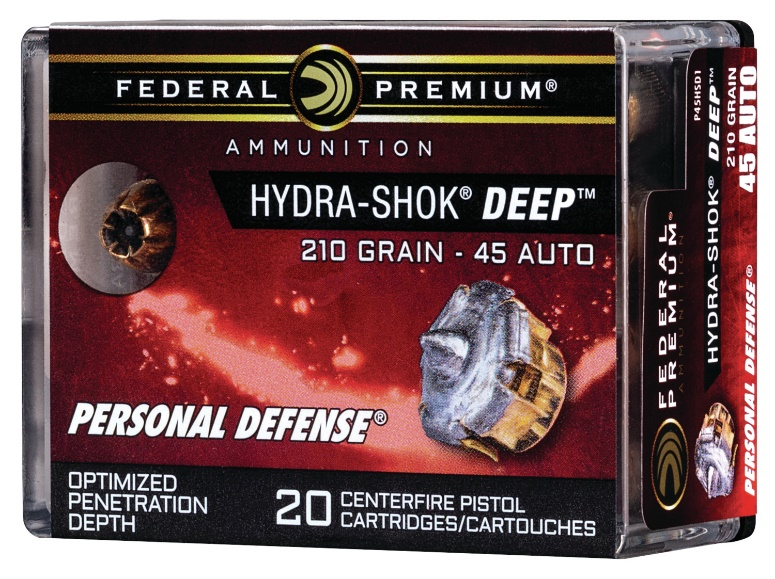 FEDERAL PREMIUM®
AMMUNITION
HYDRA-SHOK® DEEP™
210 GRAIN - 45 AUTO
PERSONAL DEFENSE®
OPTIMIZED
PENETRATION
DEPTH
20 CENTERFIRE PISTOL
CARTRIDGES/CARTOUCHES
FEDERAL
PREMIUM®
AMMUNITION
HYDRA-SHOK® DEEP™
P45HSD1
210 GRAIN
45 AUTO
PERSONAL DEFENSE®